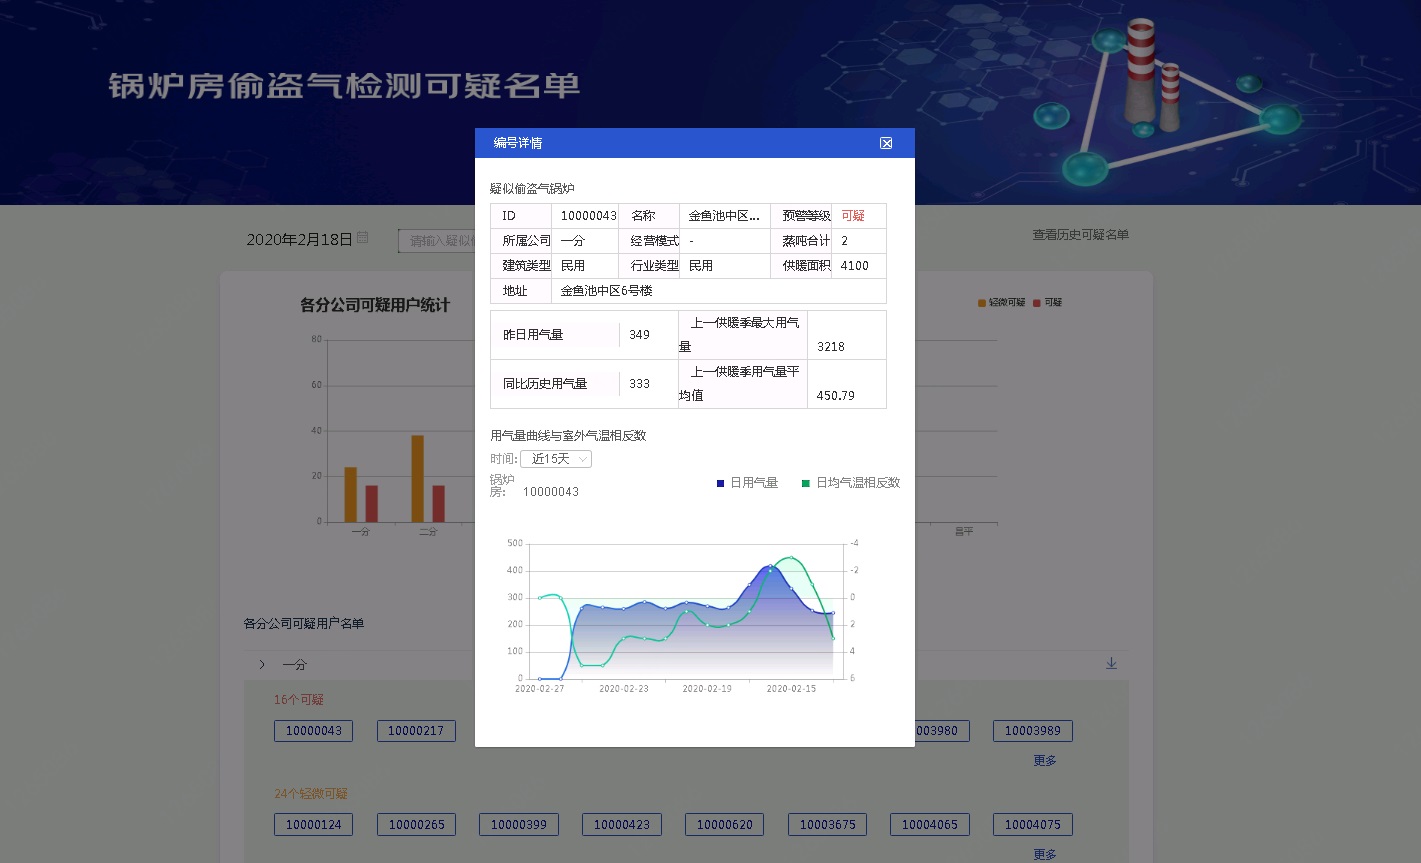 锅炉房偷盗气检测可疑名单
编号详情
疑似偷盗气锅炉
ID 10000043 名称 金鱼池中区... 预警等级 可疑
所属公司 一分 经营模式 - 蒸吨合计 2
建筑类型 民用 行业类型 民用 供暖面积 4100
地址 金鱼池中区6号楼
昨日用气量 349 上一供暖季最大用气
量 3218
同比历史用气量 333 上一供暖季用气量平
均值 450.79
用气量曲线与室外气温相反数
时间: 近15天
锅炉
房: 10000043
日用气量 日均气温相反数
500 -4
400 -2
300 0
200 2
100 4
0 6
2020-02-27 2020-02-23 2020-02-19 2020-02-15
2020年2月18日 请输入疑似 查看历史可疑名单
各分公司可疑用户统计 轻微可疑 可疑
80
60
40
20
0
一分 二分 昌平
各分公司可疑用户名单
一分
16个可疑
10000043 10000217 003980 10003989
更多
24个轻微可疑
10000124 10000265 10000399 10000423 10000620 10003675 10004065 10004075
更多